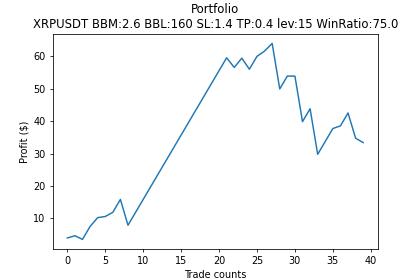 Portfolio
XRPUSDT BBM:2.6 BBL:160 SL:1.4 TP:0.4 lev:15 WinRatio:75.0
60
50
40
30
20
10
Profit ($)
0 5 10 15 20 25 30 35 40
Trade counts